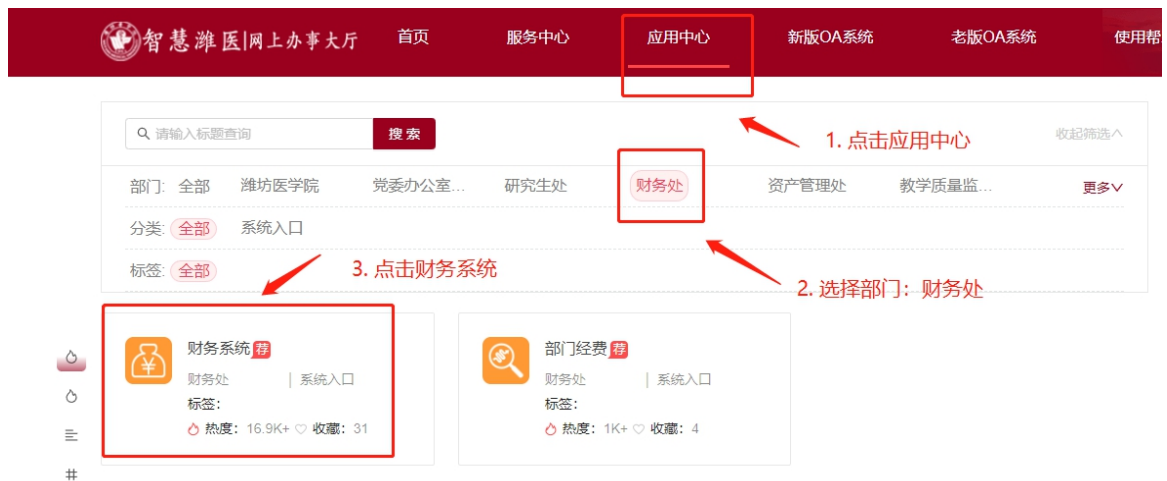 智慧潍医|网上办事大厅 首页 服务中心 应用中心 新版OA系统 老版OA系统 使用帮
请输入标题查询 搜索 1. 点击应用中心 收起筛选
部门: 全部 潍坊医学院 党委办公室... 研究生处 财务处 资产管理处 教学质量监... 更多
分类: 全部 系统入口
标签: 全部 3. 点击财务系统
2. 选择部门：财务处
财务系统 荐 部门经费 荐
财务处 | 系统入口 财务处 | 系统入口
标签： 标签：
热度：16.9K+ 收藏：31 热度：1K+ 收藏：4